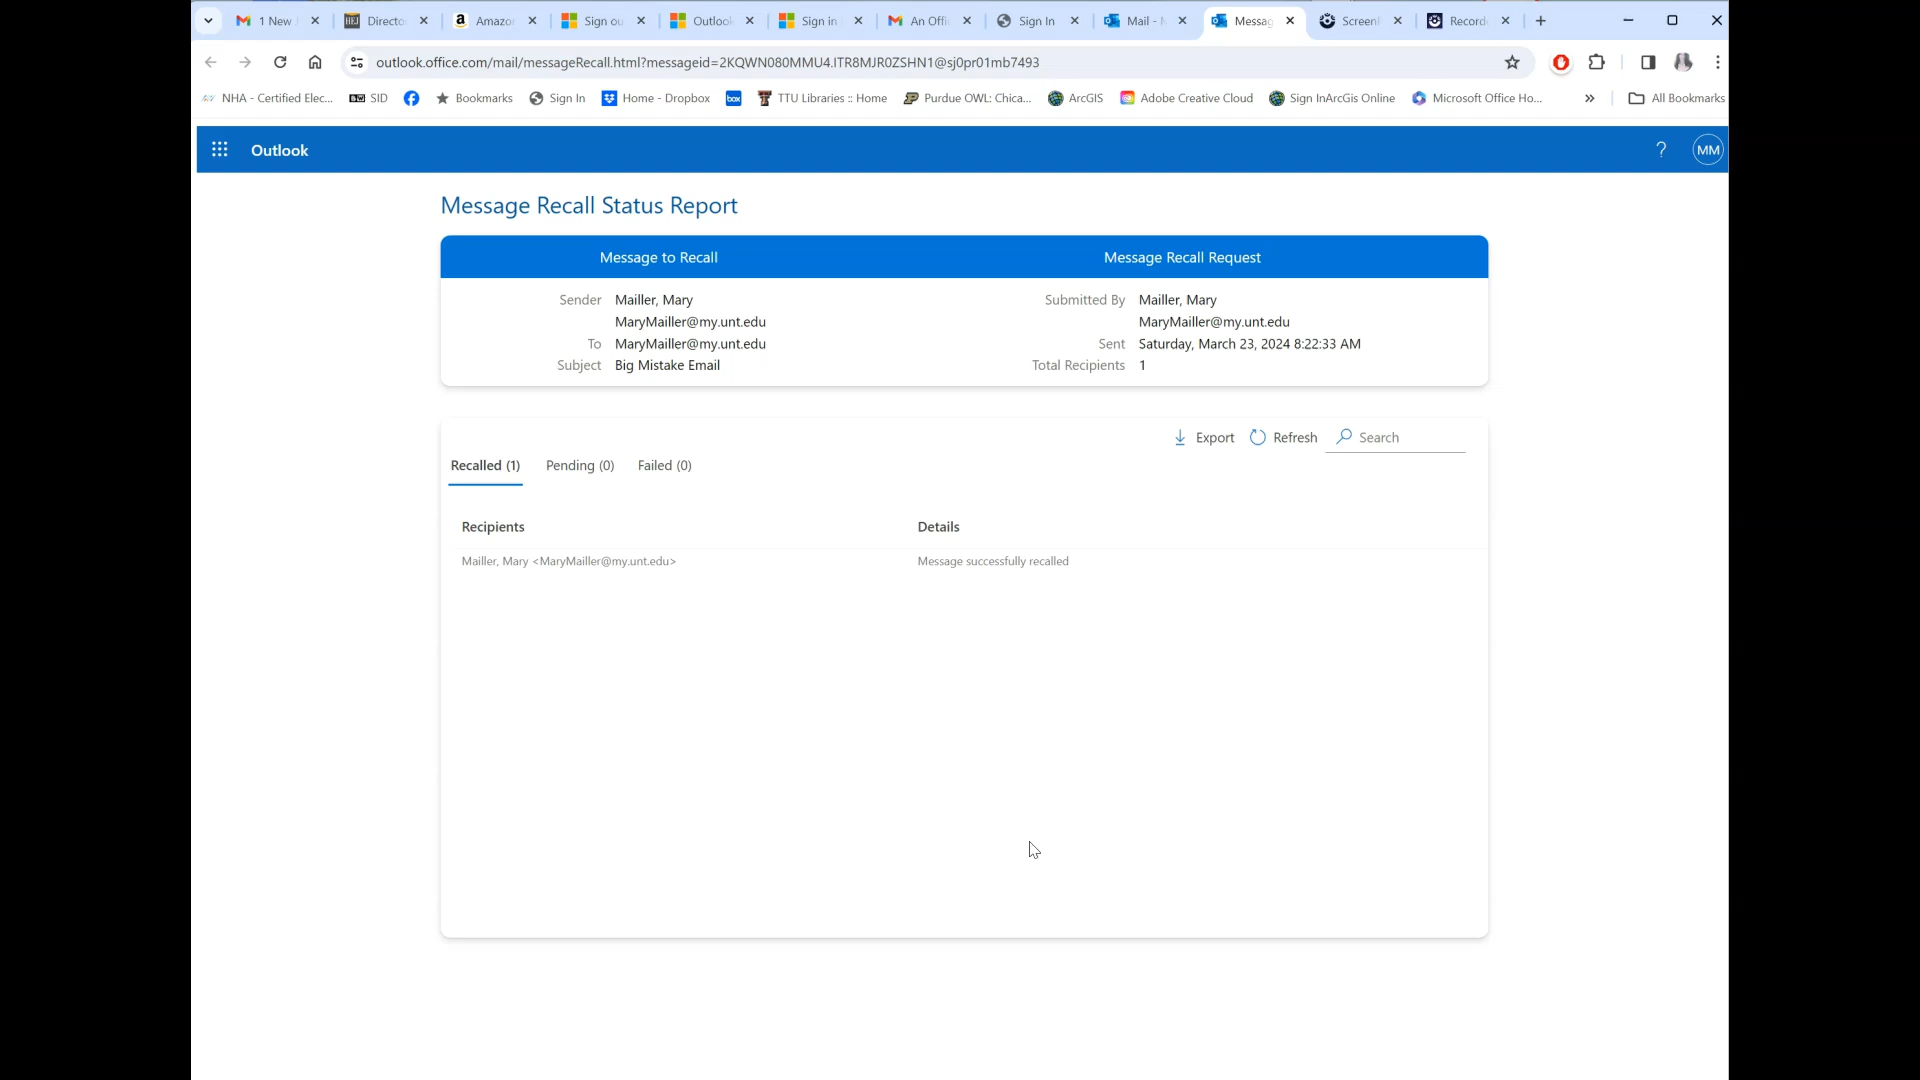 1 New
Directo
Amazon
Sign ou
Outlook
Sign in
An Offi
Sign In
Mail -
Messag
Screen
Record
outlook.office.com/mail/messageRecall.html?messageid=2KQWN080MMU4.ITR8MJR0ZSHN1@sj0pr01mb7493
NHA - Certified Elec...
SID
Bookmarks
Sign In
Home - Dropbox
box
TTU Libraries :: Home
Purdue OWL: Chica...
ArcGIS
Adobe Creative Cloud
Sign InArcGis Online
Microsoft Office Ho...
All Bookmarks
Outlook
?
MM
Message Recall Status Report
Message to Recall
Message Recall Request
Sender Mailler, Mary
MaryMailler@my.unt.edu
To MaryMailler@my.unt.edu
Subject Big Mistake Email
Submitted By Mailler, Mary
MaryMailler@my.unt.edu
Sent Saturday, March 23, 2024 8:22:33 AM
Total Recipients 1
Export Refresh Search
Recalled (1) Pending (0) Failed (0)
Recipients Details
Mailler, Mary <MaryMailler@my.unt.edu> Message successfully recalled